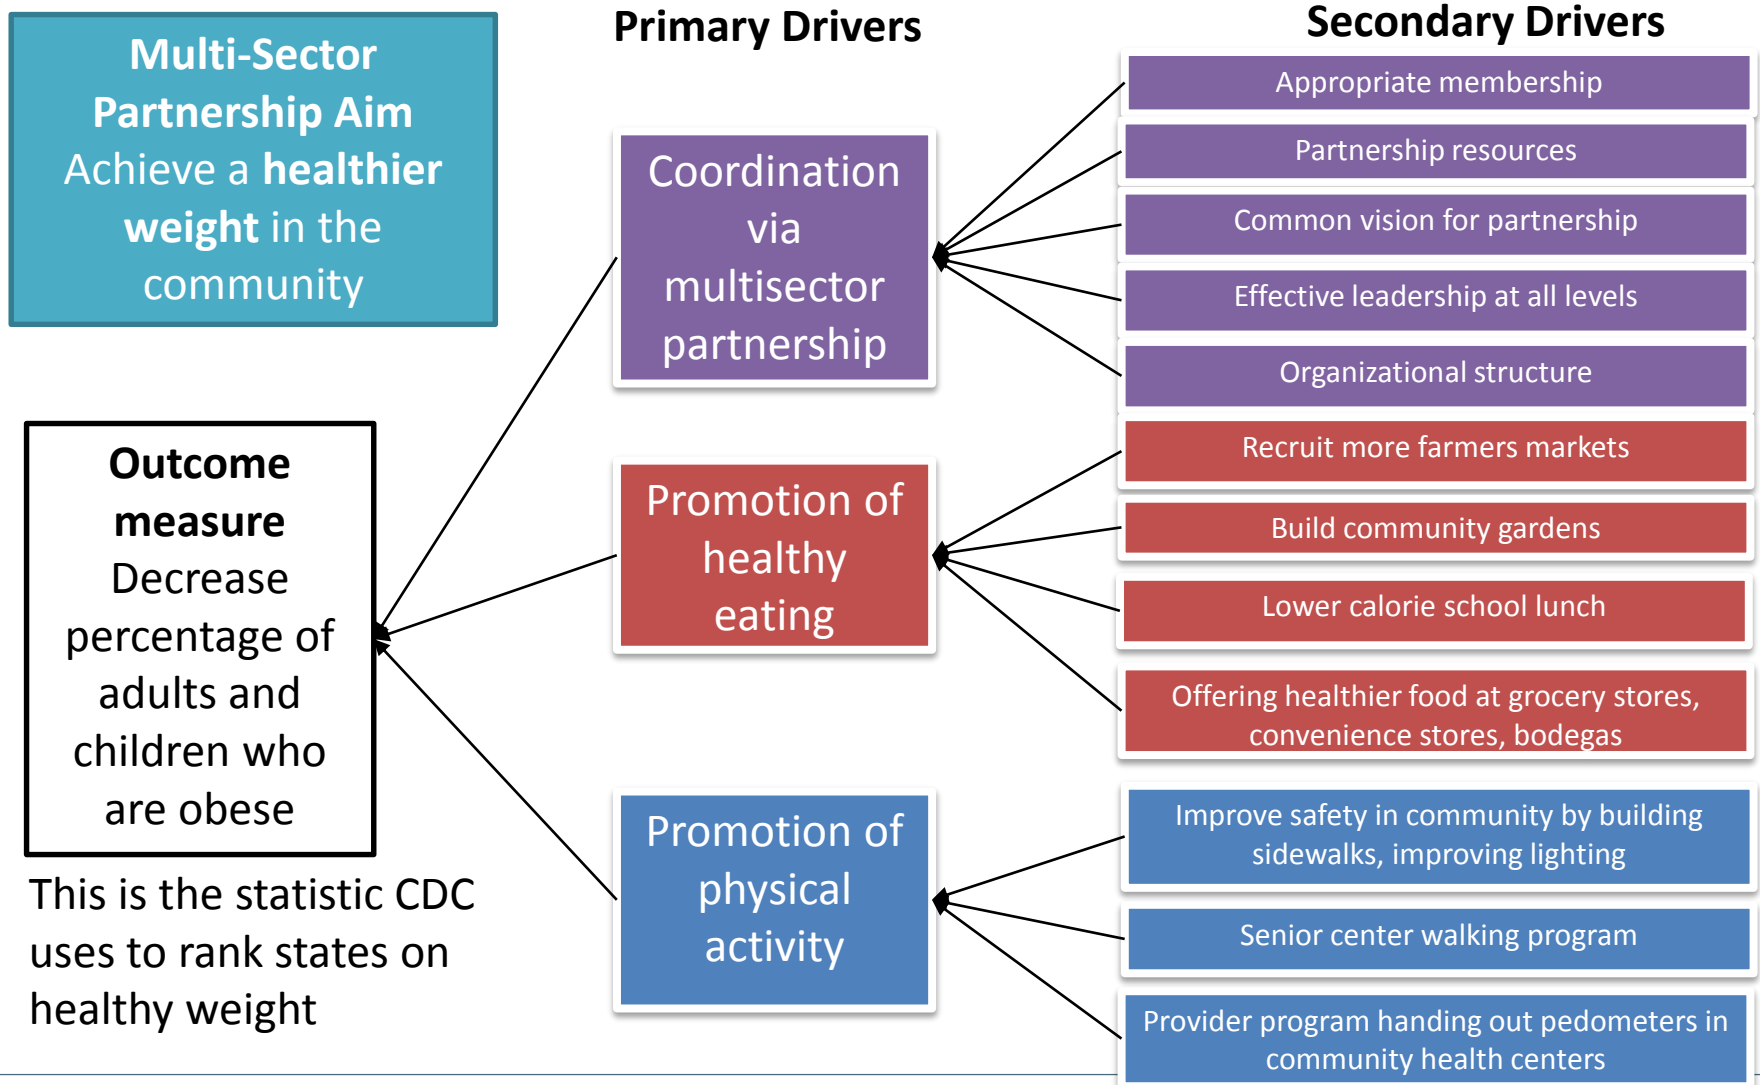 Multi-Sector
Partnership Aim
Achieve a healthier
weight in the
community
Outcome
measure
Decrease
percentage of
adults and
children who
are obese
This is the statistic CDC
uses to rank states on
healthy weight
Primary Drivers
Coordination
via
multisector
partnership
Promotion of
healthy
eating
Promotion of
physical
activity
Secondary Drivers
Appropriate membership
Partnership resources
Common vision for partnership
Effective leadership at all levels
Organizational structure
Recruit more farmers markets
Build community gardens
Lower calorie school lunch
Offering healthier food at grocery stores,
convenience stores, bodegas
Improve safety in community by building
sidewalks, improving lighting
Senior center walking program
Provider program handing out pedometers in
community health centers